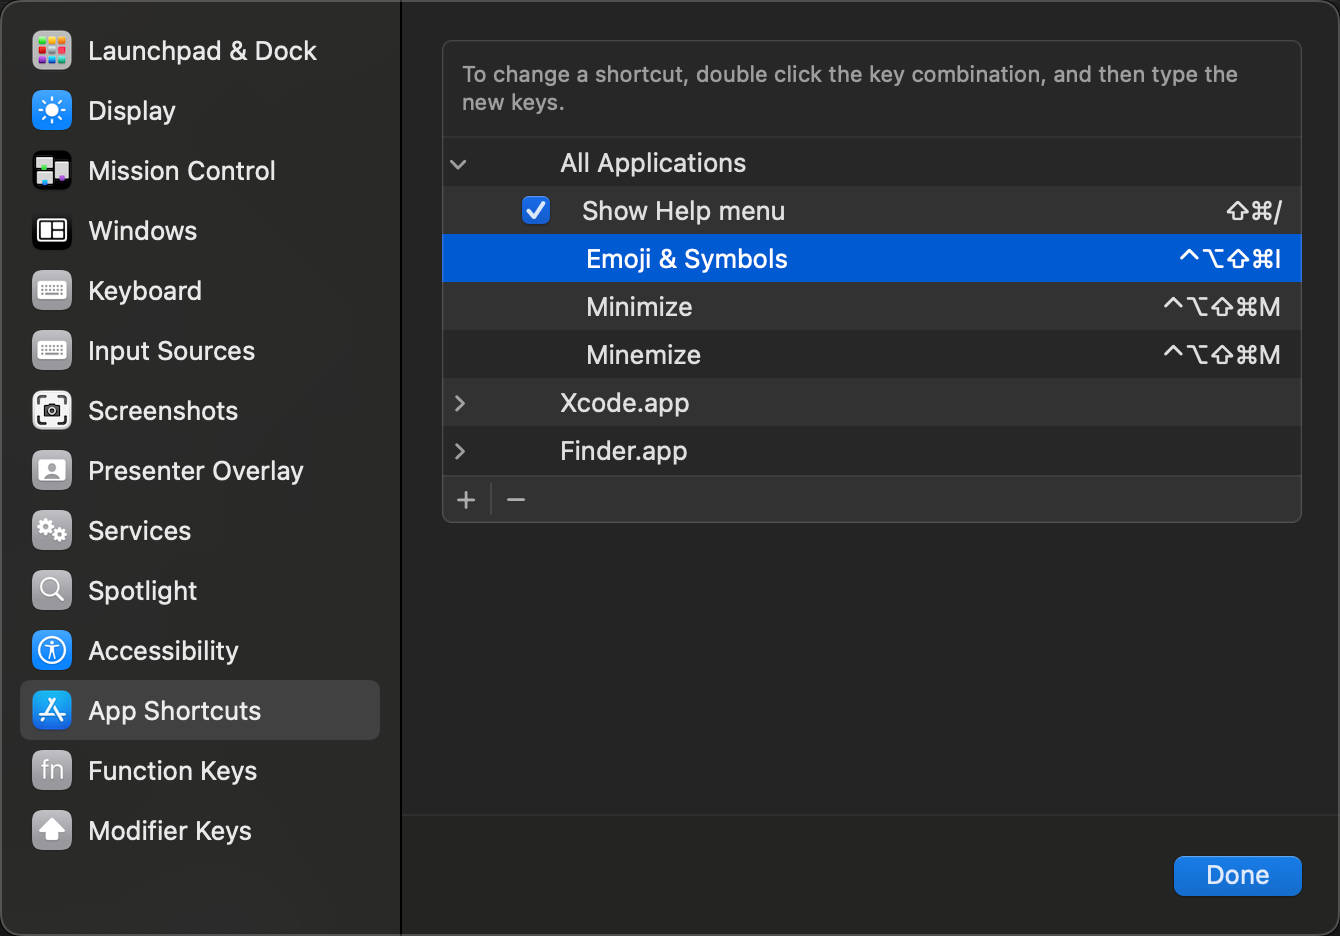 Launchpad & Dock
Display
Mission Control
Windows
Keyboard
Input Sources
Screenshots
Presenter Overlay
Services
Spotlight
Accessibility
App Shortcuts
fn Function Keys
Modifier Keys
To change a shortcut, double click the key combination, and then type the
new keys.
All Applications
Show Help menu ⇧⌘/
Emoji & Symbols ^⌥⇧⌘I
Minimize ^⌥⇧⌘M
Minemize ^⌥⇧⌘M
Xcode.app
Finder.app
+ −
Done